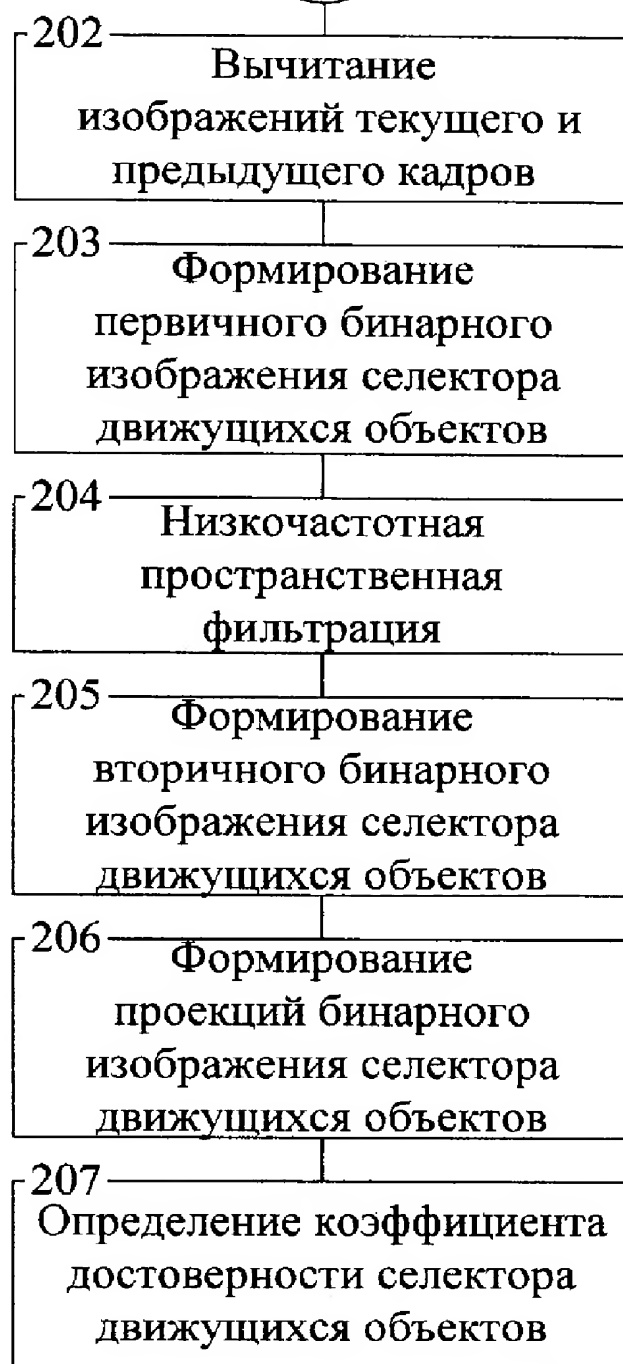 202
Вычитание
изображений текущего и
предыдущего кадров
203
Формирование
первичного бинарного
изображения селектора
движущихся объектов
204
Низкочастотная
пространственная
фильтрация
205
Формирование
вторичного бинарного
изображения селектора
движущихся объектов
206
Формирование
проекций бинарного
изображения селектора
движущихся объектов
207
Определение коэффициента
достоверности селектора
движущихся объектов